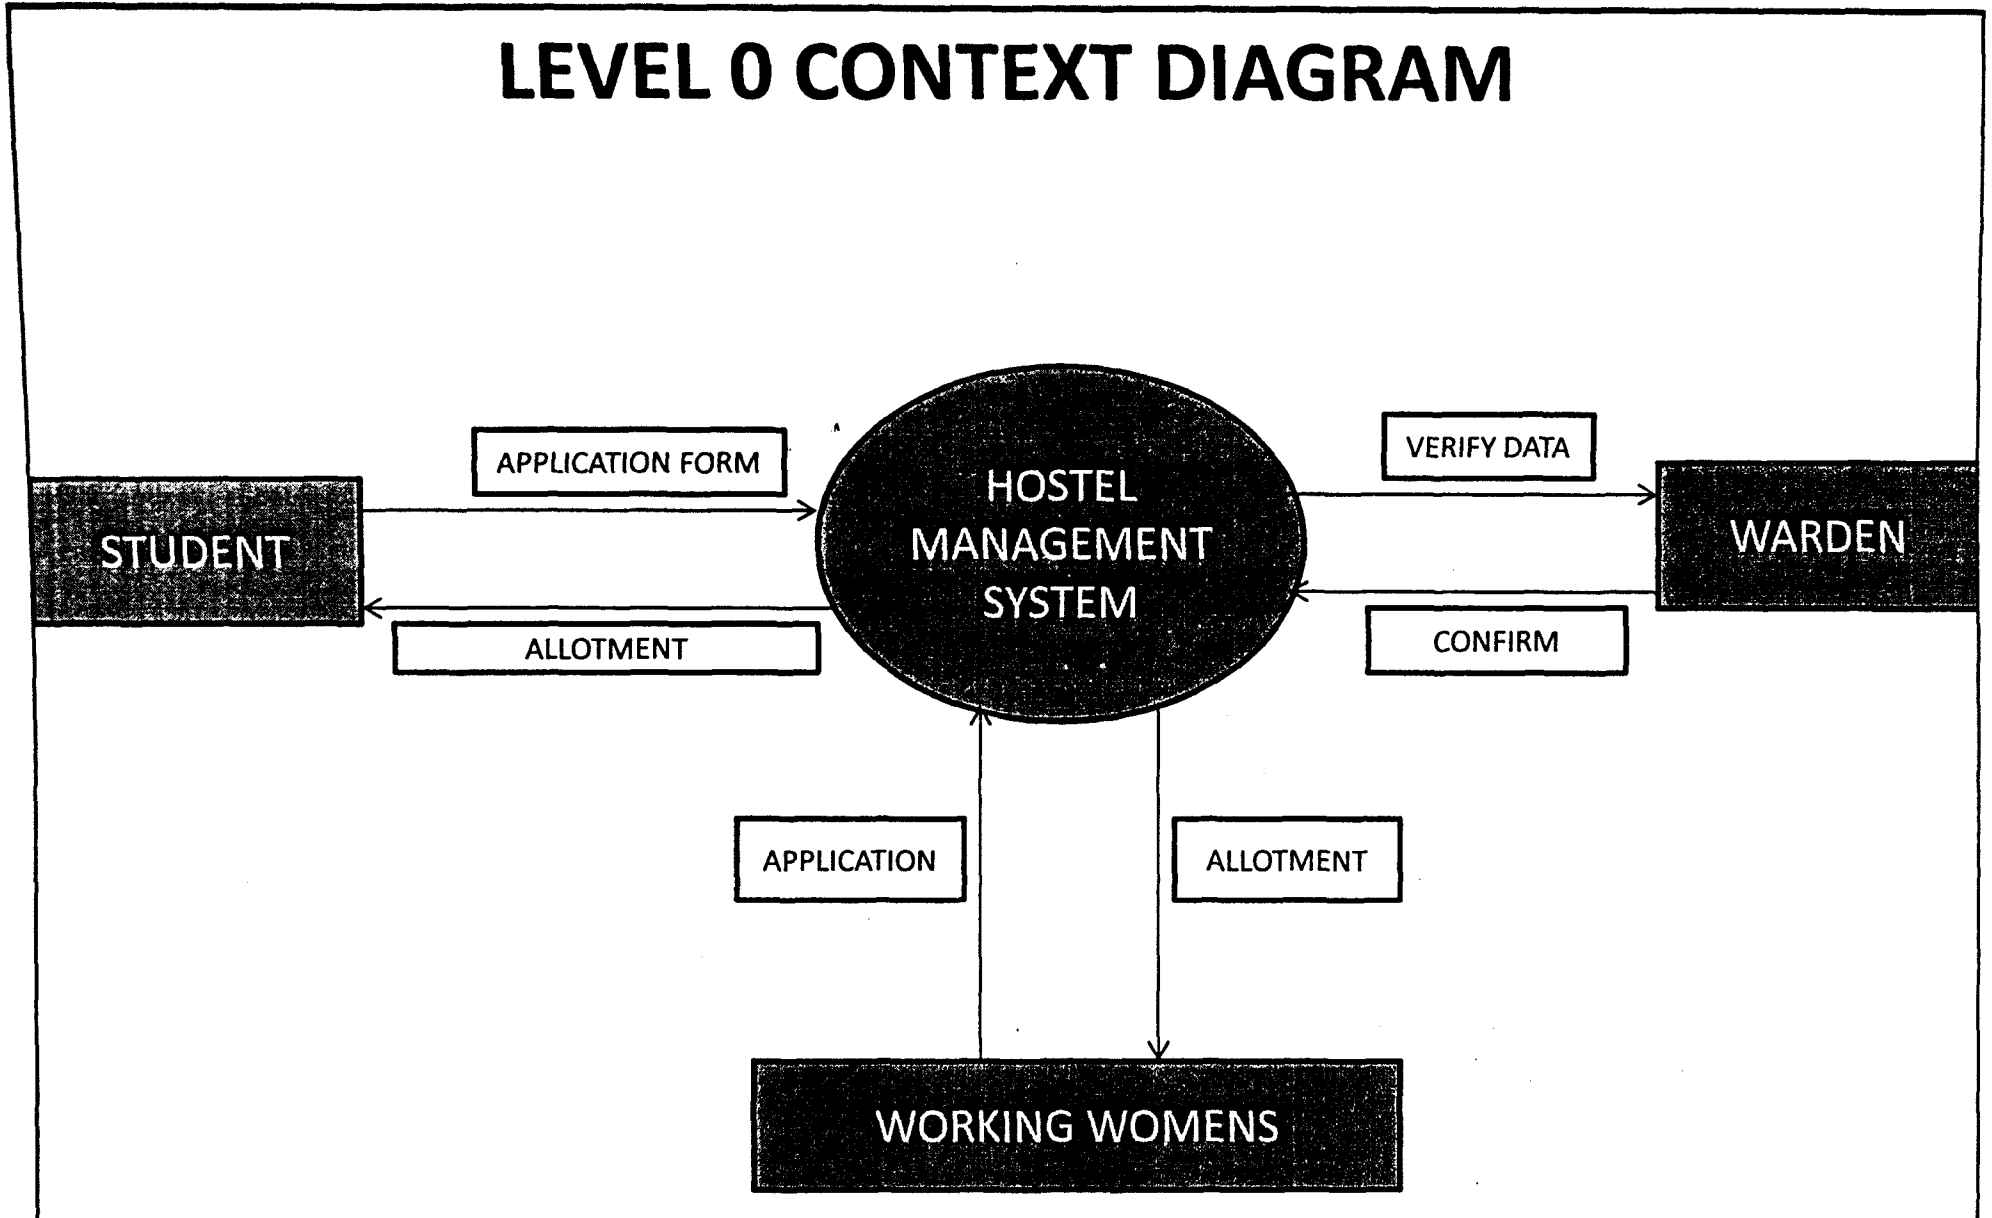 LEVEL 0 CONTEXT DIAGRAM
APPLICATION FORM
VERIFY DATA
STUDENT
HOSTEL
MANAGEMENT
SYSTEM
WARDEN
ALLOTMENT
CONFIRM
APPLICATION
ALLOTMENT
WORKING WOMENS